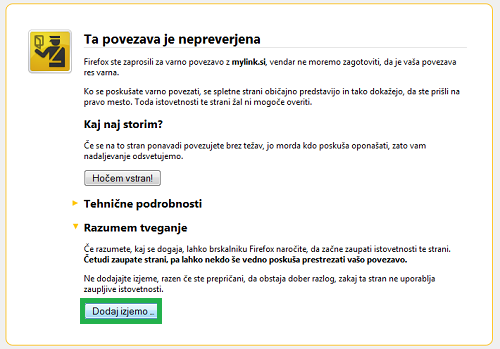 Ta povezava je nepreverjena
Firefox ste zaprosili za varno povezavo z mylink.si, vendar ne moremo zagotoviti, da je vaša povezava
res varna.
Ko se poskušate varno povezati, se spletne strani običajno predstavijo in tako dokažejo, da ste prišli na
pravo mesto. Toda istovetnosti te strani žal ni mogoče overiti.
Kaj naj storim?
Če se na to stran ponavadi povezujete brez težav, jo morda kdo poskuša oponašati, zato vam
nadaljevanje odsvetujemo.
Hočem vstran!
Tehnične podrobnosti
Razumem tveganje
Če razumete, kaj se dogaja, lahko brskalniku Firefox naročite, da začne zaupati istovetnosti te strani.
Četudi zaupate strani, pa lahko nekdo še vedno poskuša prestrezati vašo povezavo.
Ne dodajajte izjeme, razen če ste prepričani, da obstaja dober razlog, zakaj ta stran ne uporablja
zaupljive istovetnosti.
Dodaj izjemo ...